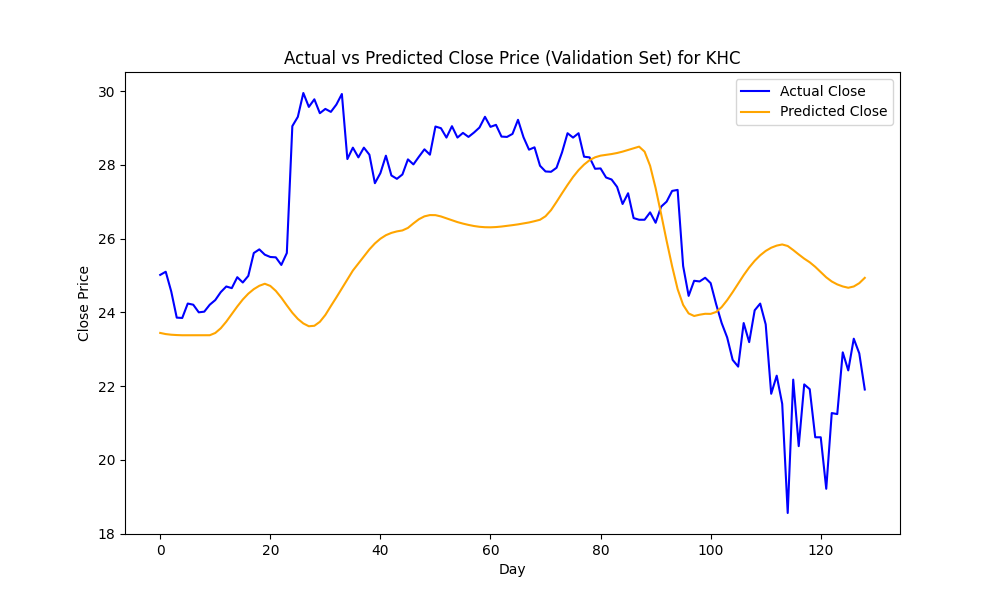 Actual vs Predicted Close Price (Validation Set) for KHC
Actual Close
Predicted Close
Close Price
30
28
26
24
22
20
18
0 20 40 60 80 100 120
Day